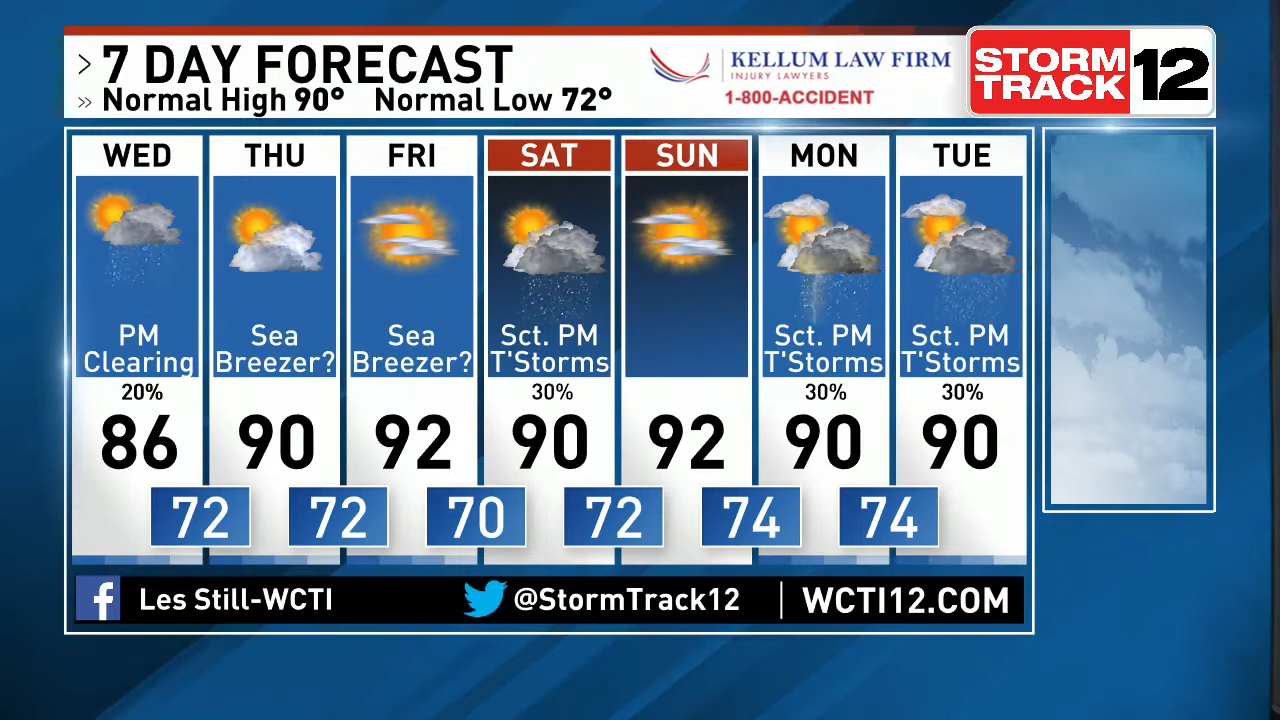 > 7 DAY FORECAST
» Normal High 90° Normal Low 72°
KELLUM LAW FIRM
INJURY LAWYERS
1-800-ACCIDENT
STORM
TRACK
12
WED THU FRI SAT SUN MON TUE
PM Sea Sea Sct. PM Sct. PM Sct. PM
Clearing Breezer? Breezer? T'Storms T'Storms T'Storms
20% 30% 30% 30%
86 90 92 90 92 90 90
72 72 70 72 74 74
f Les Still-WCTI @StormTrack12 | WCTI12.COM